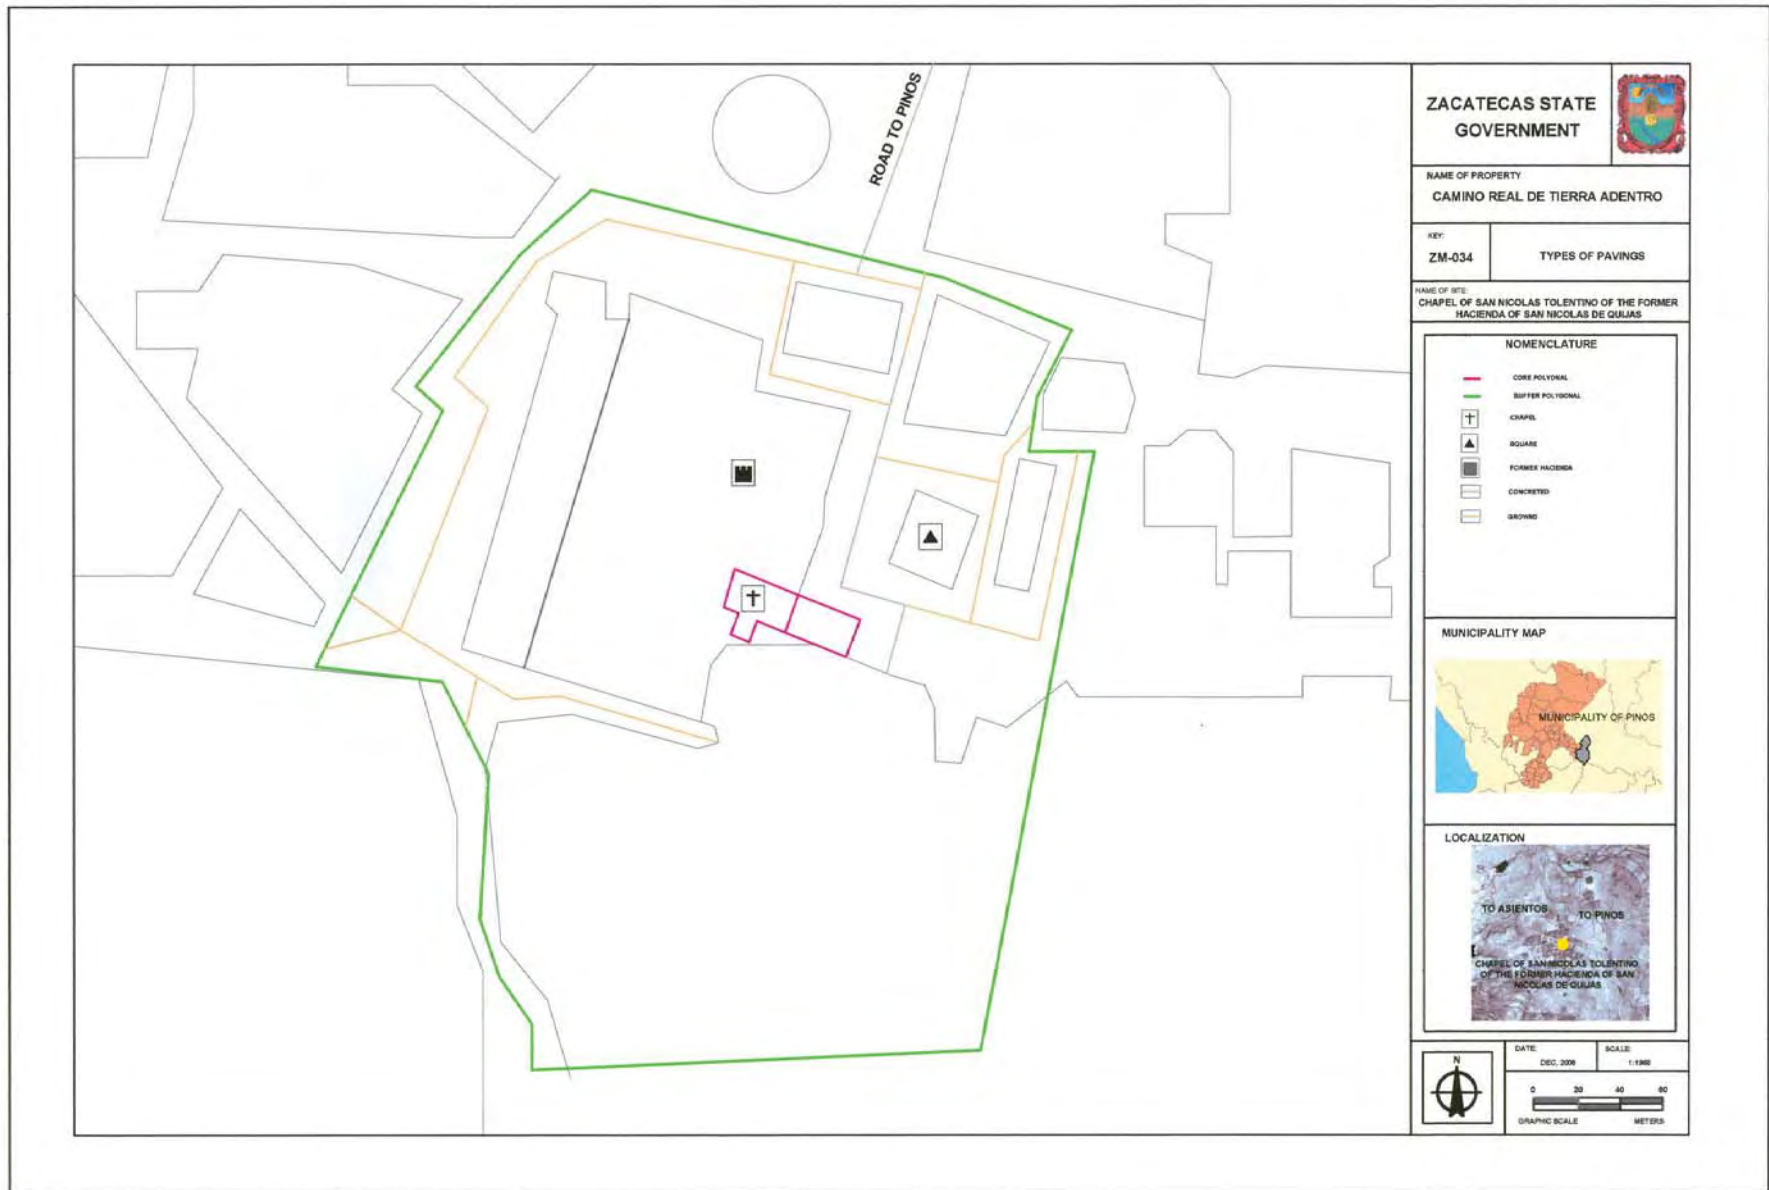 ROAD TO PINOS
ZACATECAS STATE
GOVERNMENT
NAME OF PROPERTY
CAMINO REAL DE TIERRA ADENTRO
KEY:
ZM-034
TYPES OF PAVINGS
NAME OF SITE:
CHAPEL OF SAN NICOLAS TOLENTINO OF THE FORMER
HACIENDA OF SAN NICOLAS DE QUIJAS
NOMENCLATURE
CORE POLYGONAL
BUFFER POLYGONAL
CHAPEL
SQUARE
FORMER HACIENDA
CONCRETED
GROWND
MUNICIPALITY MAP
MUNICIPALITY OF PINOS
LOCALIZATION
TO ASIENTOS
TO PINOS
CHAPEL OF SAN NICOLAS TOLENTINO
OF THE FORMER HACIENDA OF SAN
NICOLAS DE QUIJAS
N
DATE:
DEC, 2008
SCALE:
0 20 40 60
GRAPHIC SCALE
METERS